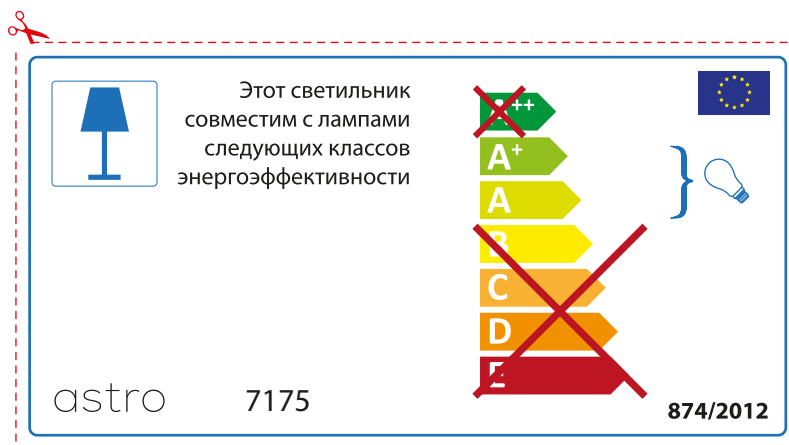 Этот светильник
совместим с лампами
следующих классов
энергоэффективности
A++
A+
A
B
C
D
E
astro
7175
874/2012